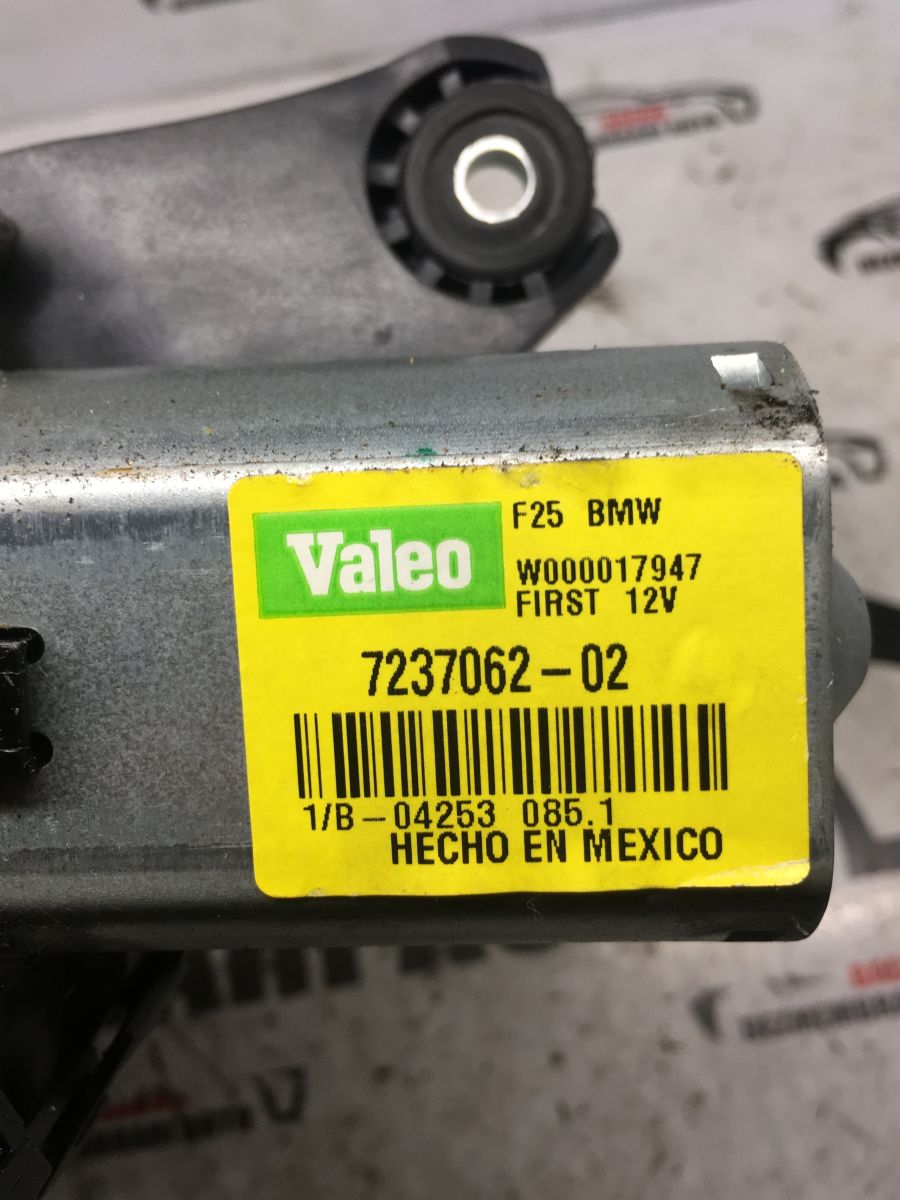 Valeo
F25 BMW
W000017947
FIRST 12V
7237062-02
1/B-04253 085.1
HECHO EN MEXICO